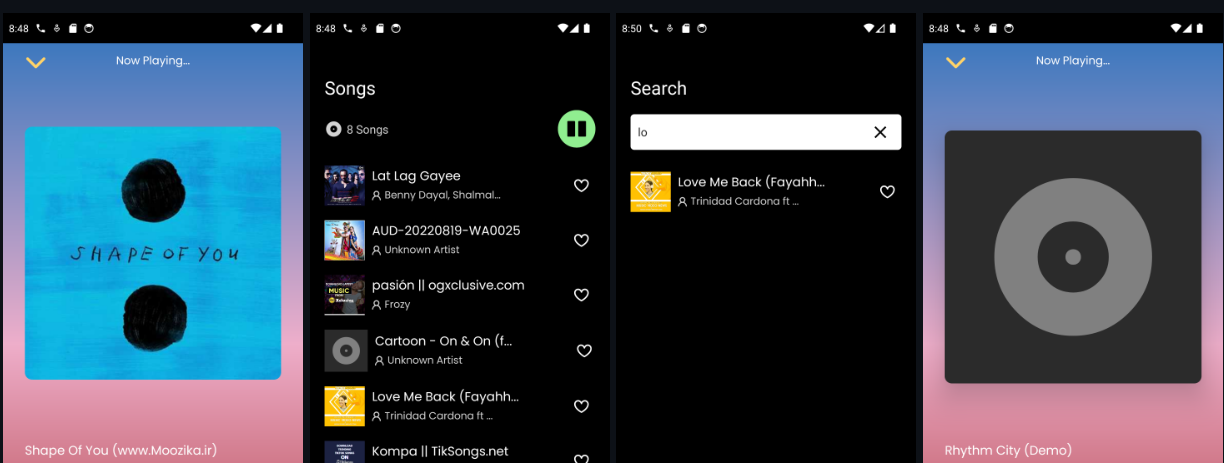 8:48
Now Playing...
SHAPE OF YOU
Shape Of You (www.Moozika.ir)
8:48
Songs
8 Songs
Lat Lag Gayee
Benny Dayal, Shalmal...
AUD-20220819-WA0025
Unknown Artist
MUSIC
pasión || ogxclusive.com
Frozy
Cartoon - On & On (f...
Unknown Artist
Love Me Back (Fayahh...
Trinidad Cardona ft ...
Kompa || TikSongs.net
8:50
Search
lo
Love Me Back (Fayahh...
Trinidad Cardona ft ...
8:48
Now Playing...
Rhythm City (Demo)